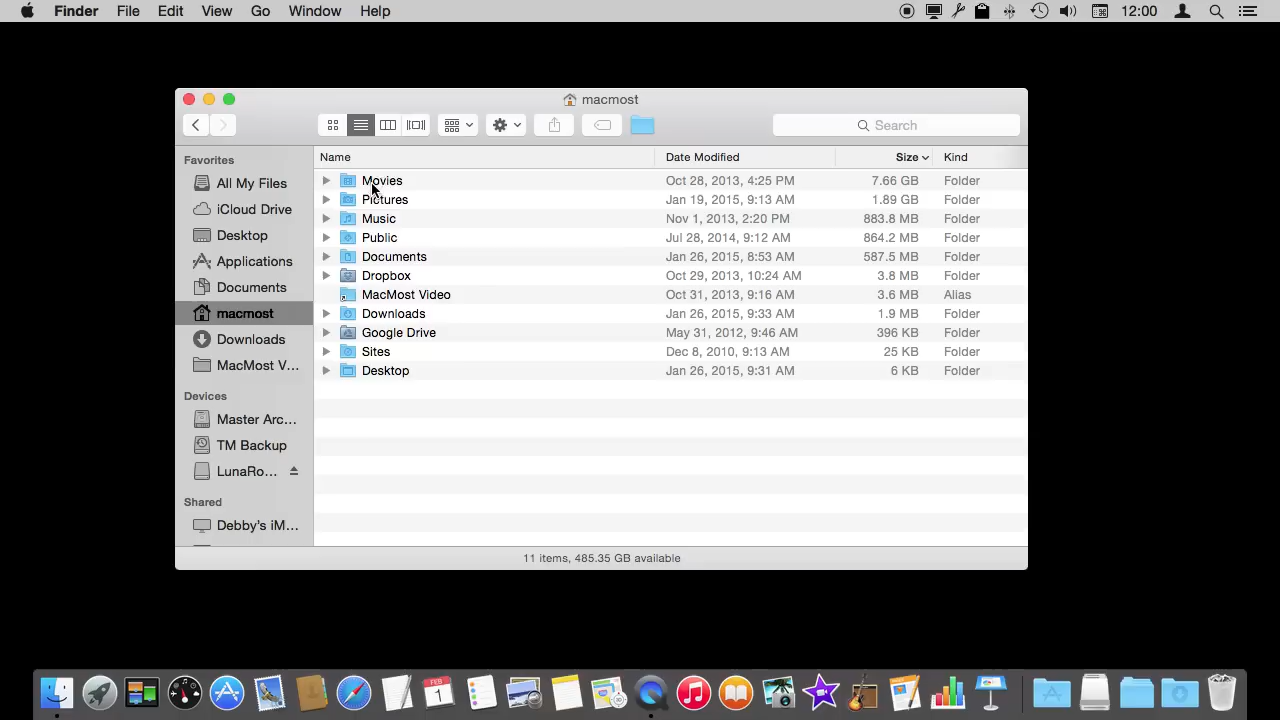 Finder File Edit View Go Window Help 12:00
macmost
Search
Favorites
All My Files
iCloud Drive
Desktop
Applications
Documents
macmost
Downloads
MacMost V...
Devices
Master Arc...
TM Backup
LunaRo...
Shared
Debby's iM...
Name Date Modified Size Kind
Movies Oct 28, 2013, 4:25 PM 7.66 GB Folder
Pictures Jan 19, 2015, 9:13 AM 1.89 GB Folder
Music Nov 1, 2013, 2:20 PM 883.8 MB Folder
Public Jul 28, 2014, 9:12 AM 864.2 MB Folder
Documents Jan 26, 2015, 8:53 AM 587.5 MB Folder
Dropbox Oct 29, 2013, 10:24 AM 3.8 MB Folder
MacMost Video Oct 31, 2013, 9:16 AM 3.6 MB Alias
Downloads Jan 26, 2015, 9:33 AM 1.9 MB Folder
Google Drive May 31, 2012, 9:46 AM 396 KB Folder
Sites Dec 8, 2010, 9:13 AM 25 KB Folder
Desktop Jan 26, 2015, 9:31 AM 6 KB Folder
11 items, 485.35 GB available
FEB
1